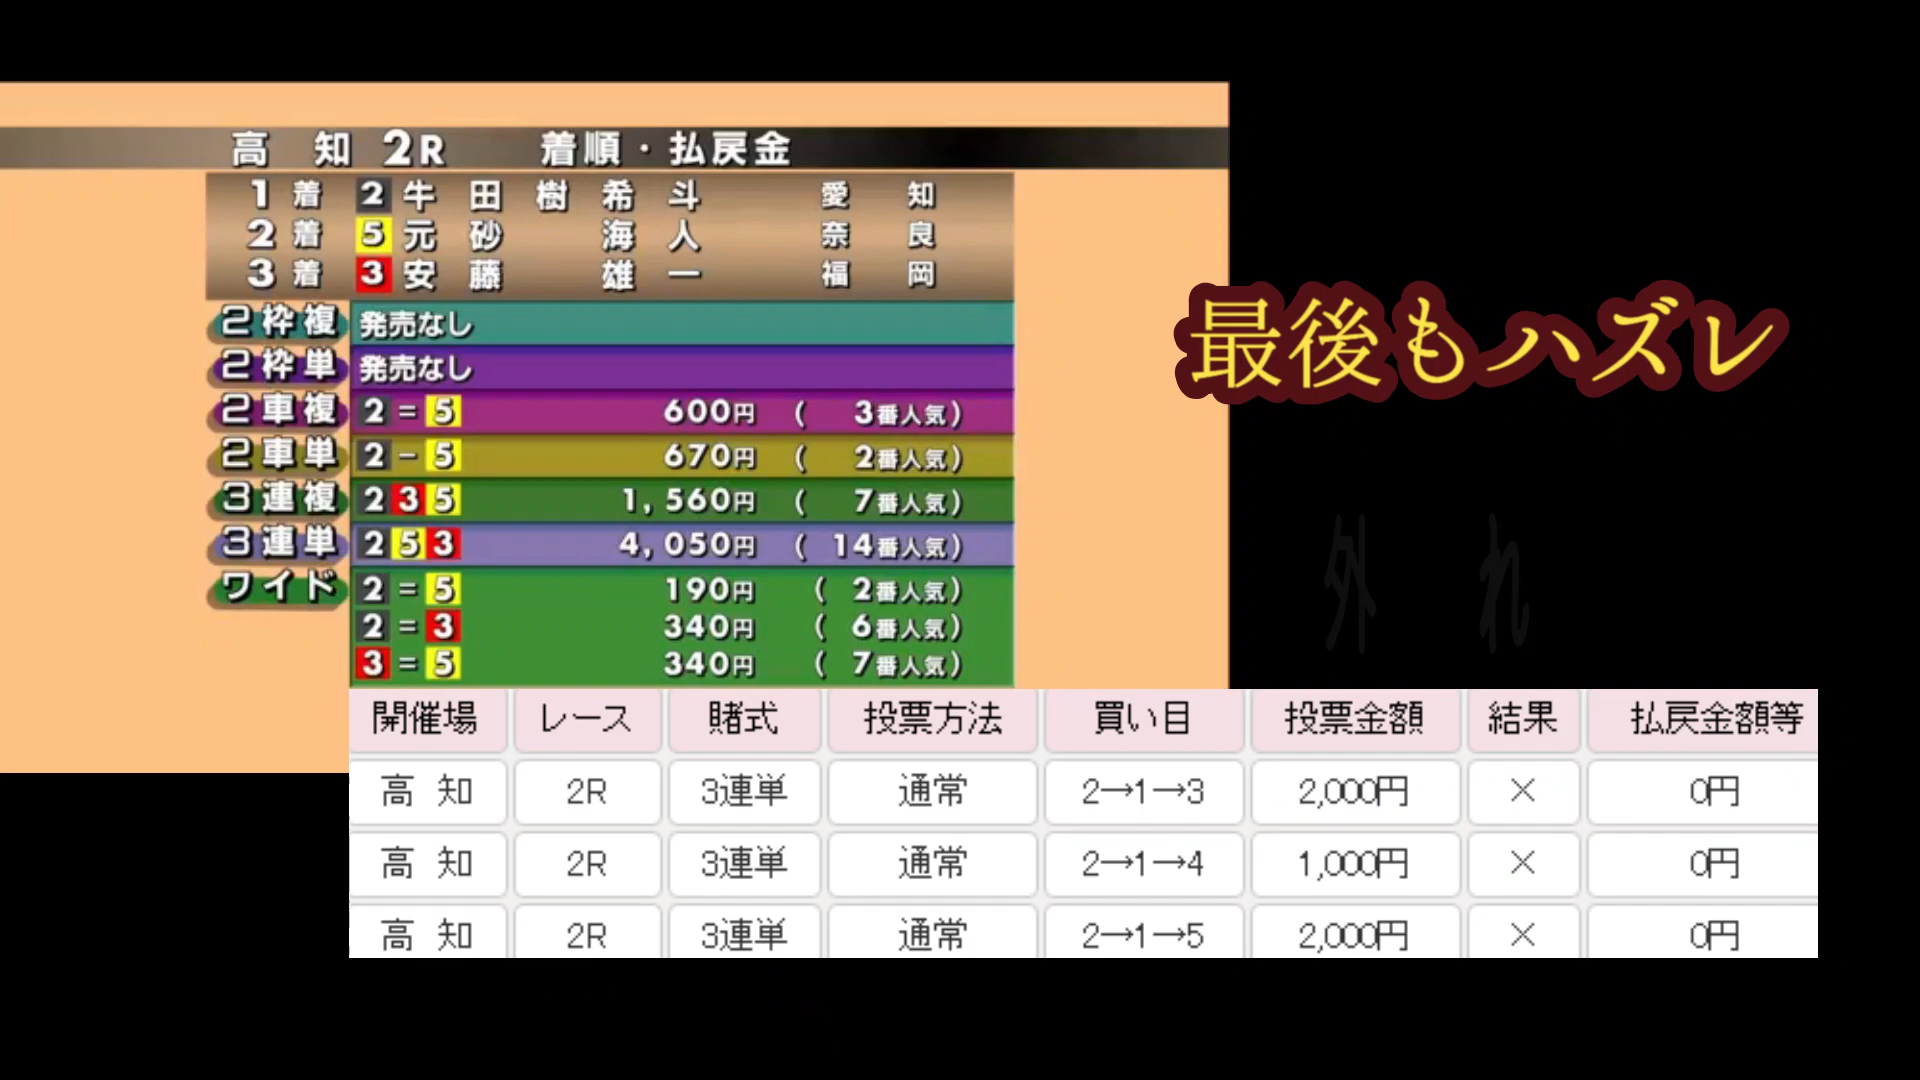 高 知 2R 着順・払戻金
1着 2 牛田樹希斗 愛知
2着 5 元砂海人 奈良
3着 3 安藤雄一 福岡
2枠複 発売なし
2枠単 発売なし
2車複 2=5 600円 ( 3番人気)
2車単 2-5 670円 ( 2番人気)
3連複 2 3 5 1,560円 ( 7番人気)
3連単 2 5 3 4,050円 ( 14番人気)
ワイド 2=5 190円 ( 2番人気)
2=3 340円 ( 6番人気)
3=5 340円 ( 7番人気)
最後もハズレ
外れ
開催場 レース 賭式 投票方法 買い目 投票金額 結果 払戻金額等
高 知 2R 3連単 通常 2→1→3 2,000円 × 0円
高 知 2R 3連単 通常 2→1→4 1,000円 × 0円
高 知 2R 3連単 通常 2→1→5 2,000円 × 0円